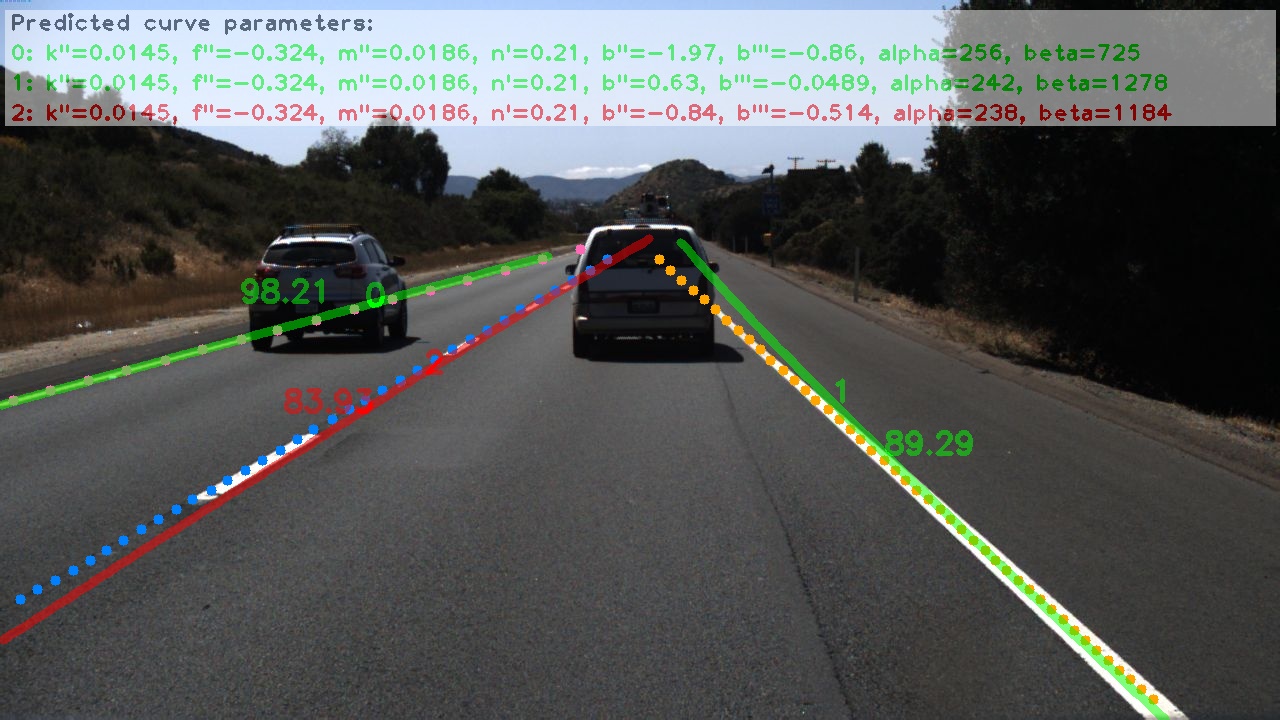 Predicted curve parameters:
0: k''=0.0145, f''=-0.324, m''=0.0186, n'=0.21, b''=-1.97, b'''=-0.86, alpha=256, beta=725
1: k''=0.0145, f''=-0.324, m''=0.0186, n'=0.21, b''=0.63, b'''=-0.0489, alpha=242, beta=1278
2: k''=0.0145, f''=-0.324, m''=0.0186, n'=0.21, b''=-0.84, b'''=-0.514, alpha=238, beta=1184
98.21
0
2
83.97
1
89.29